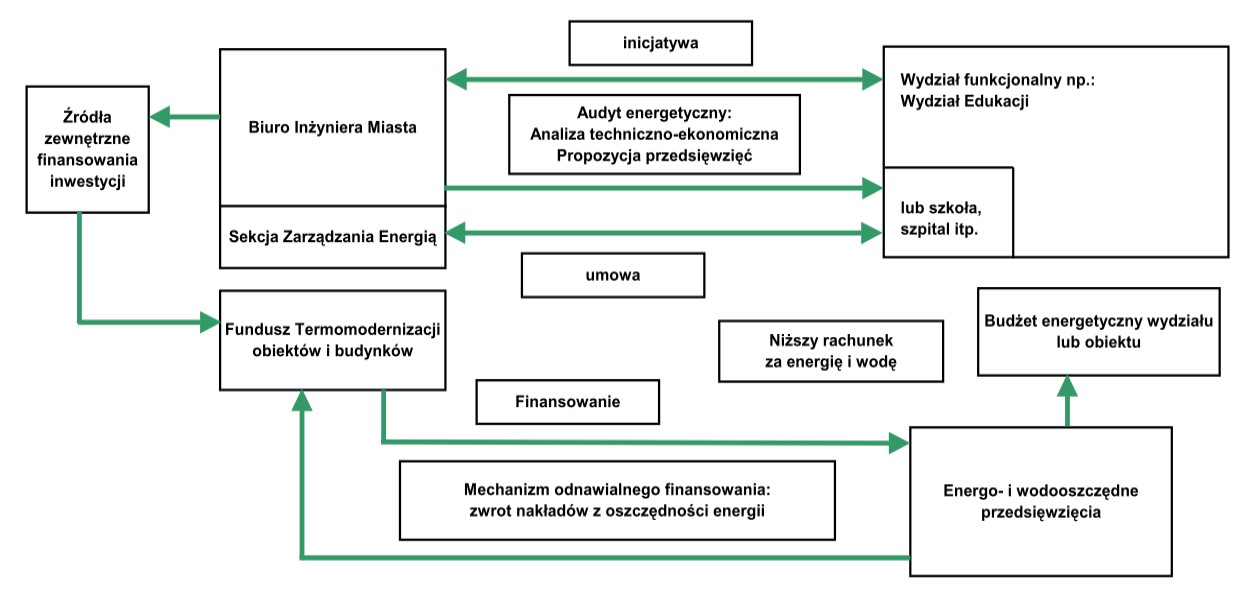 inicjatywa
Wydział funkcjonalny np.:
Wydział Edukacji
Źródła
zewnętrzne
finansowania
inwestycji
Biuro Inżyniera Miasta
Audyt energetyczny:
Analiza techniczno-ekonomiczna
Propozycja przedsięwzięć
lub szkoła,
szpital itp.
Sekcja Zarządzania Energią
umowa
Fundusz Termomodernizacji
obiektów i budynków
Niższy rachunek
za energię i wodę
Budżet energetyczny wydziału
lub obiektu
Finansowanie
Mechanizm odnawialnego finansowania:
zwrot nakładów z oszczędności energii
Energo- i wodooszczędne
przedsięwzięcia